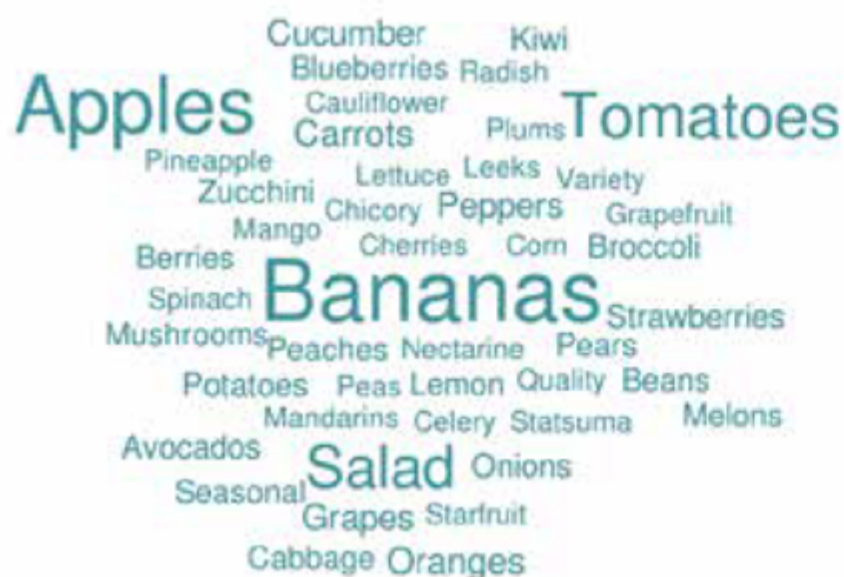 Cucumber Kiwi
Blueberries Radish
Apples Cauliflower Tomatoes
Carrots Plums
Pineapple Lettuce Leeks Variety
Zucchini Chicory Peppers Grapefruit
Mango Cherries Corn Broccoli
Berries
Spinach Bananas Strawberries
Mushrooms Peaches Nectarine Pears
Potatoes Peas Lemon Quality Beans
Mandarins Celery Statsuma Melons
Avocados Salad Onions
Seasonal
Grapes Starfruit
Cabbage Oranges